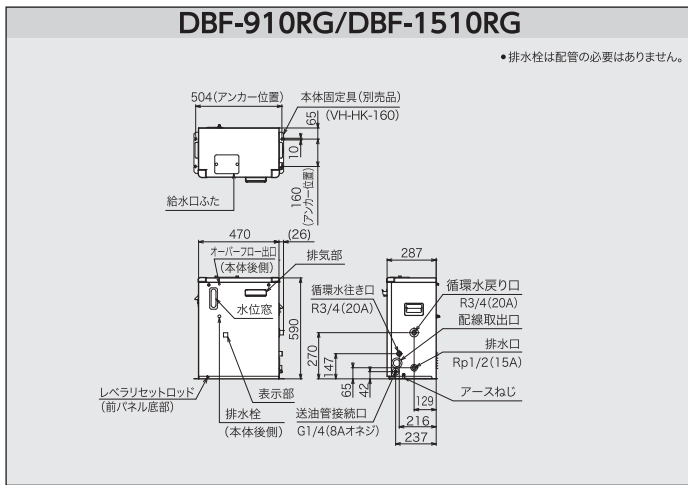 DBF-910RG/DBF-1510RG
•排水栓は配管の必要はありません。
504(アンカー位置)
本体固定具(別売品)
(VH-HK-160)
65
10
160
(アンカー位置)
給水口ふた
470
(26)
オーバーフロー出口
(本体後側)
排気部
水位窓
590
レベラリセットロッド
(前パネル底部)
排水栓
(本体後側)
表示部
287
循環水往き口
R3/4(20A)
循環水戻り口
R3/4(20A)
配線取出口
排水口
Rp1/2(15A)
アースねじ
270
147
65
42
送油管接続口
G1/4(8Aオネジ)
129
216
237